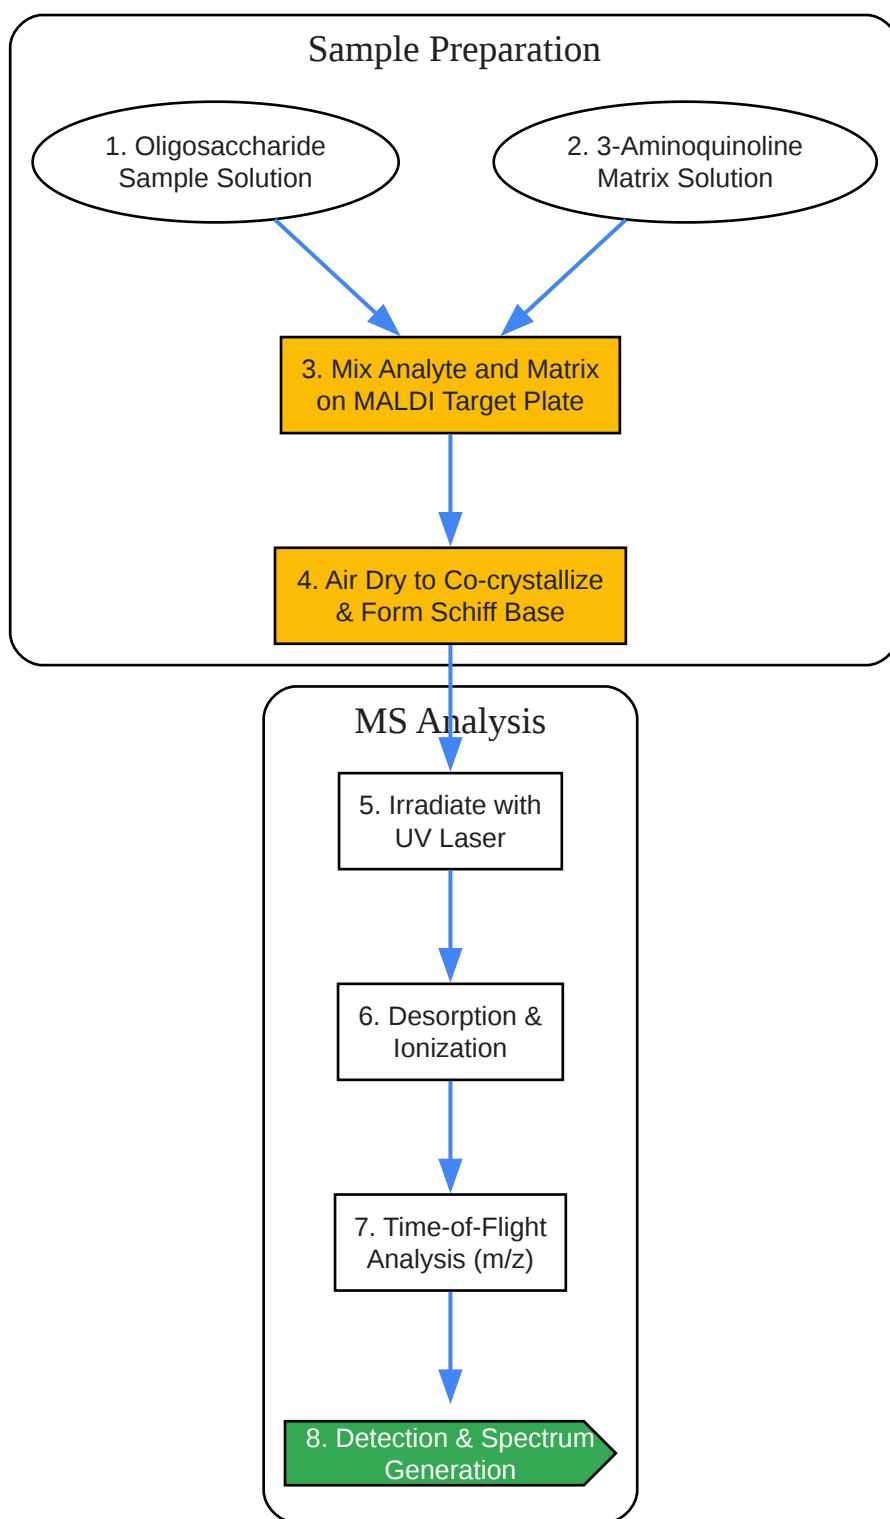 Sample Preparation
1. Oligosaccharide
Sample Solution
2. 3-Aminoquinoline
Matrix Solution
3. Mix Analyte and Matrix
on MALDI Target Plate
4. Air Dry to Co-crystallize
& Form Schiff Base
MS Analysis
5. Irradiate with
UV Laser
6. Desorption &
Ionization
7. Time-of-Flight
Analysis (m/z)
8. Detection & Spectrum
Generation